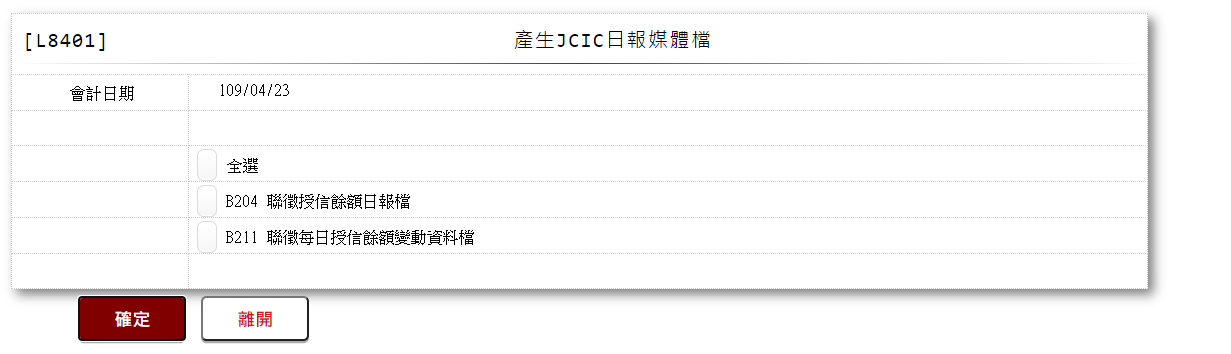 [L8401] 產生JCIC日報媒體檔
會計日期 109/04/23
全選
B204 聯徵授信餘額日報檔
B211 聯徵每日授信餘額變動資料檔
確定 離開